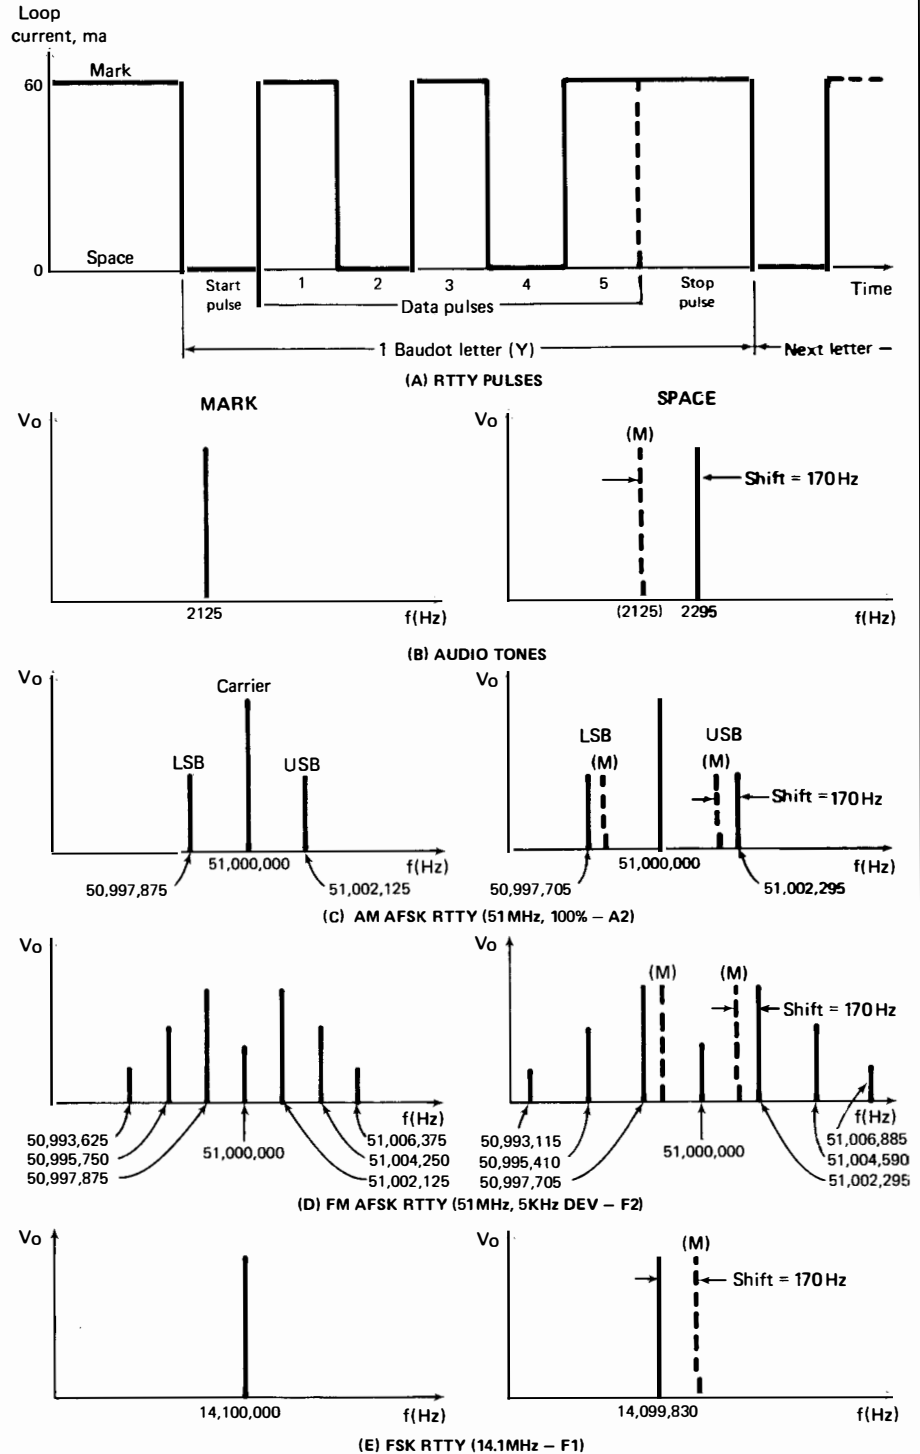 Loop
current, ma
Mark
60
Space
0
Start
pulse
1
2
3
4
5
Stop
pulse
Time
Data pulses
1 Baudot letter (Y)
Next letter —
(A) RTTY PULSES
MARK
SPACE
Vo
Vo
(M)
Shift = 170 Hz
2125
f(Hz)
(2125)
2295
f(Hz)
(B) AUDIO TONES
Vo
Vo
Carrier
LSB
USB
LSB
(M)
USB
(M)
Shift = 170 Hz
51,000,000
f(Hz)
51,000,000
f(Hz)
50,997,875
51,002,125
50,997,705
51,002,295
(C) AM AFSK RTTY (51 MHz, 100% – A2)
Vo
Vo
(M)
(M)
Shift = 170 Hz
f(Hz)
f(Hz)
50,993,625
50,995,750
50,997,875
51,000,000
51,006,375
51,004,250
51,002,125
50,993,115
50,995,410
50,997,705
51,000,000
51,006,885
51,004,590
51,002,295
(D) FM AFSK RTTY (51MHz, 5KHz DEV – F2)
Vo
Vo
(M)
Shift = 170 Hz
14,100,000
f(Hz)
14,099,830
f(Hz)
(E) FSK RTTY (14.1MHz – F1)